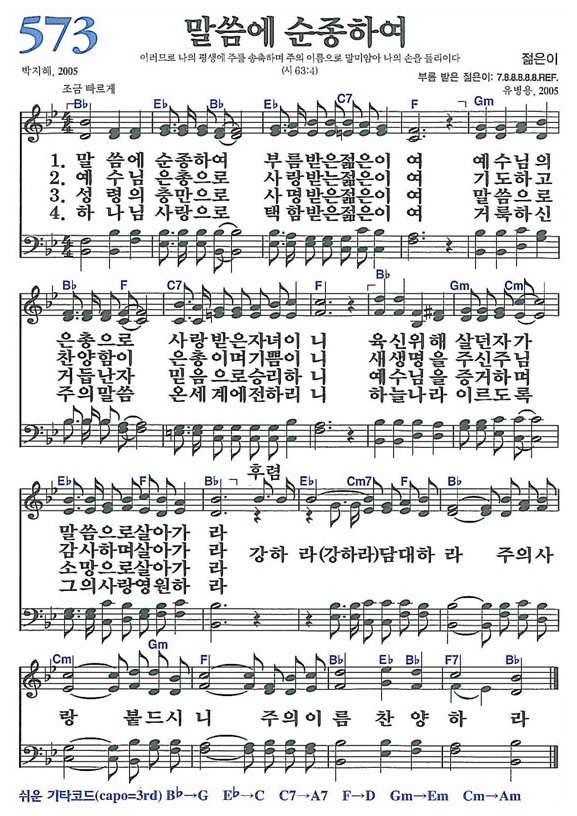 573
말씀에 순종하여
이러므로 나의 평생에 주를 송축하며 주의 이름으로 말미암아 나의 손을 들리이다
(시 63:4)
젊은이
박지혜, 2005
부름 받은 젊은이: 7.8.8.8.8.8.REF.
유병용, 2005
조금 빠르게
B♭ E♭ B♭ E♭ C7 F Gm
1. 말 씀에 순종하여 부름받은젊은이 여 예수님의
2. 예 수님 은총으로 사랑받는젊은이 여 기도하고
3. 성 령의 충만으로 사명받은젊은이 여 말씀으로
4. 하 나님 사랑으로 택함받은젊은이 여 거룩하신
B♭ F C7 F B♭ Gm Cm
은총으로 사랑받은자녀이 니 육신위해 살던자가
찬양함이 은총이며기쁨이 니 새생명을 주신주님
거듭난자 믿음으로승리하 니 예수님을 증거하며
주의말씀 온세계에전하리 니 하늘나라 이르도록
E♭ F B♭ 후렴 E♭ Cm7 F B♭
말씀으로살아가 라
감사하며살아가 라
소망으로살아가 라
그의사랑영원하 라
강하 라(강하라)담대하 라 주의사
Cm Gm F B♭ E♭ B♭ F7 B♭
랑 붙드시 니 주의이름 찬 양 하 라
쉬운 기타코드(capo=3rd) B♭→G E♭→C C7→A7 F→D Gm→Em Cm→Am